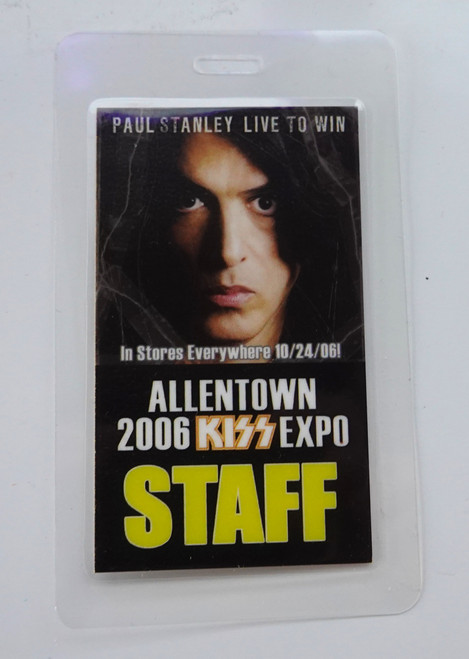 PAUL STANLEY LIVE TO WIN
In Stores Everywhere 10/24/06!
ALLENTOWN
2006 KISS EXPO
STAFF